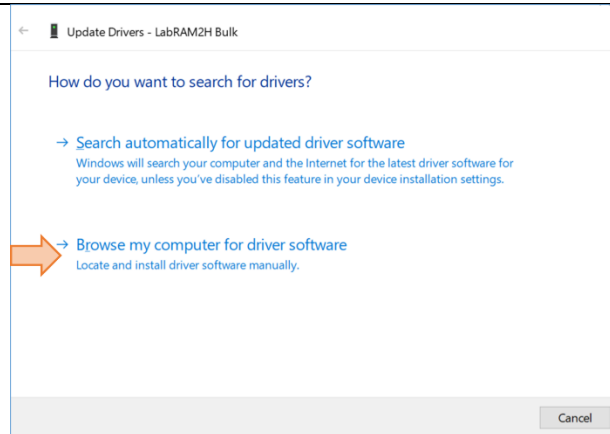 Update Drivers - LabRAM2H Bulk
How do you want to search for drivers?
→ Search automatically for updated driver software
Windows will search your computer and the Internet for the latest driver software for
your device, unless you've disabled this feature in your device installation settings.
→ Browse my computer for driver software
Locate and install driver software manually.
Cancel